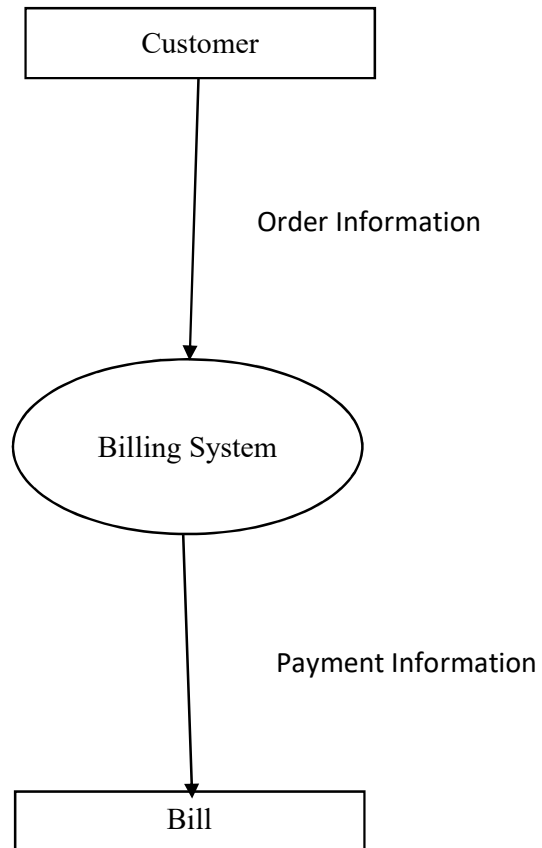 Customer
Order Information
Billing System
Payment Information
Bill